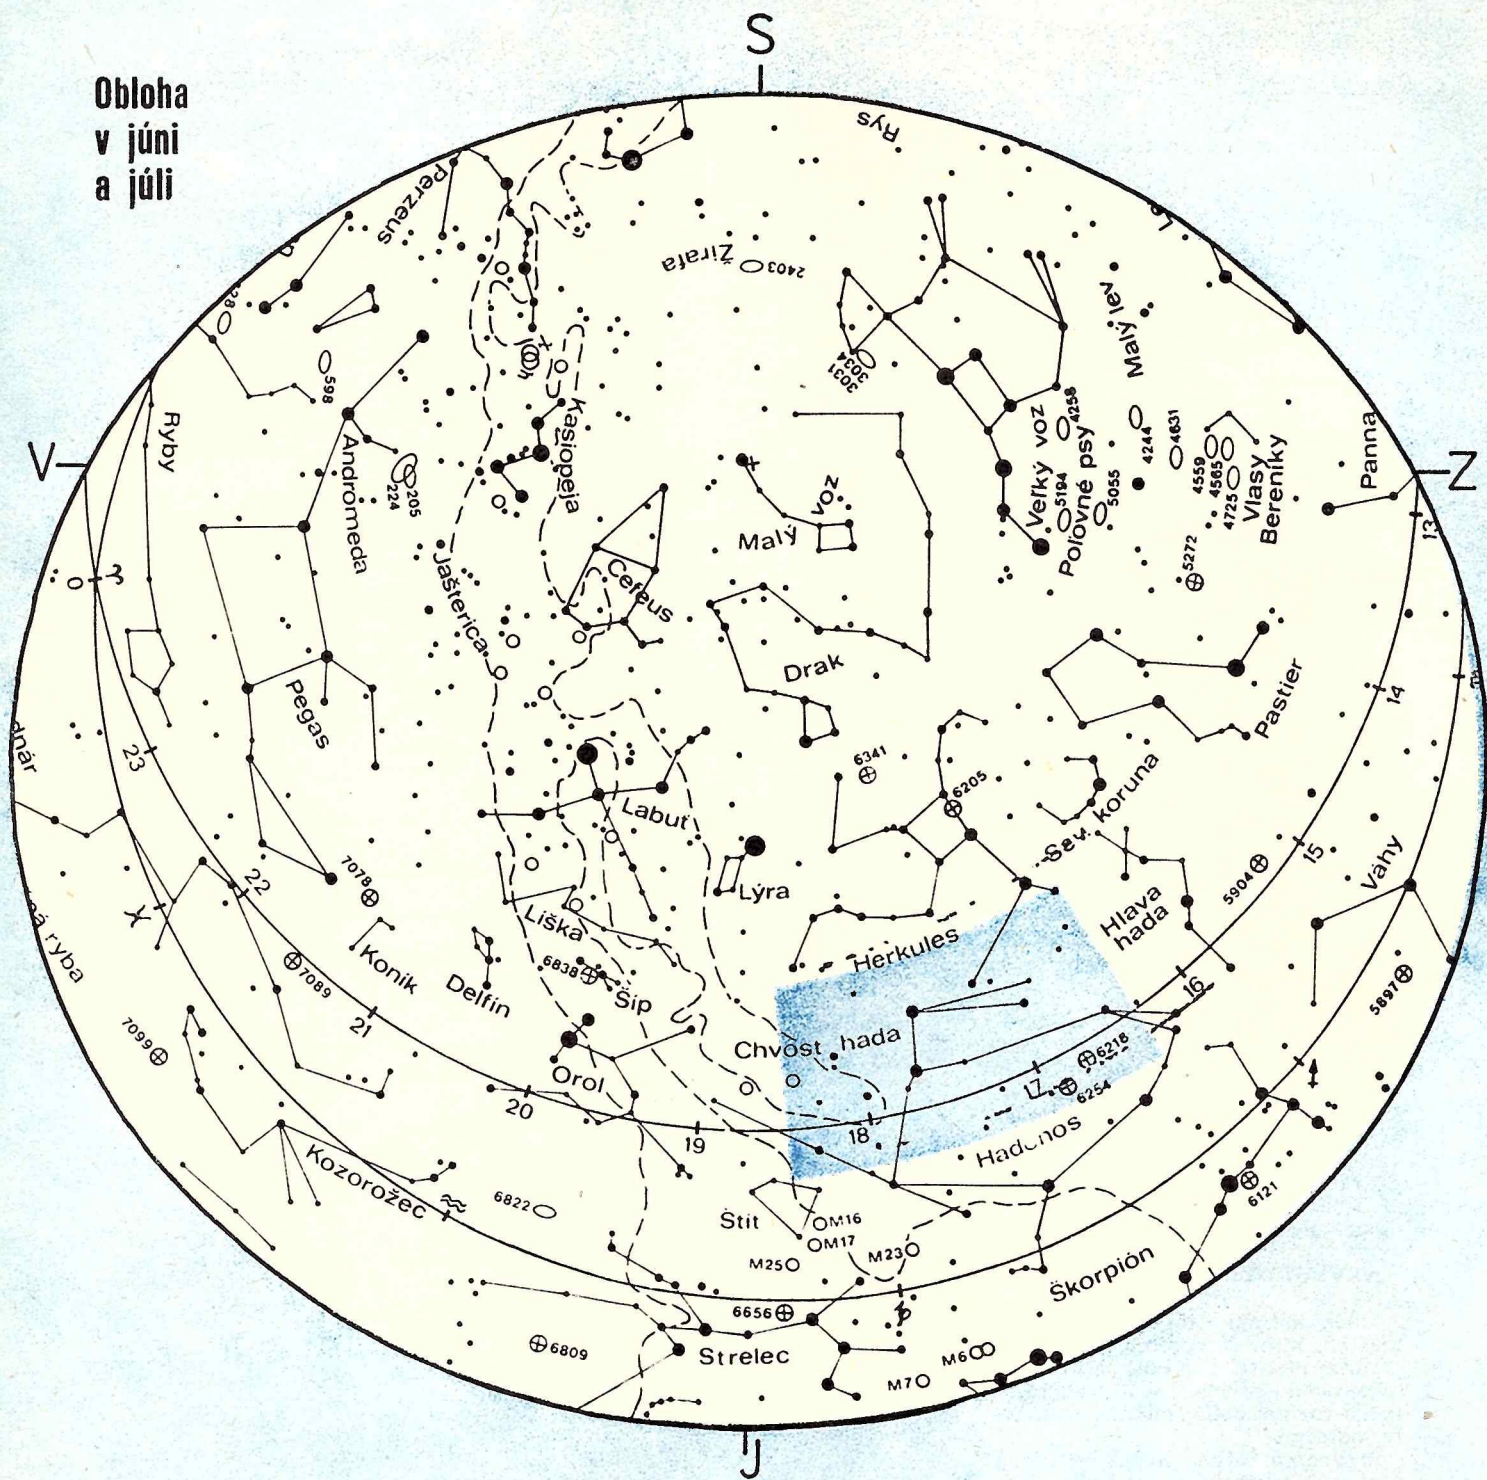 S
Obloha
v júni
a júli
Rys
Perzeus
Žirafa
2403
598
3031
3034
Malý lev
V
Z
Ryby
Andromeda
224
205
Kasiopeja
Malý voz
Veľký voz
4258
Poľovné psy
5194
5055
4244
4631
4559
4565
4725
Vlasy
Bereniky
Panna
13
5272
0
Jašterica
Cefeus
Drak
Pastier
14
Pegas
23
dnár
6341
6205
Sev. koruna
Labuť
Lýra
22
7078
Líška
15
Váhy
5904
Hlava
hada
Herkules
á ryba
Koník
Delfín
6838
Šíp
7089
21
16
5897
7099
Chvost hada
6218
6254
17
Orol
20
19
18
Hadonos
Kozorožec
6822
Štít
M16
M17
M25
M23
6121
Škorpión
6656
6809
Strelec
M6
M7
J